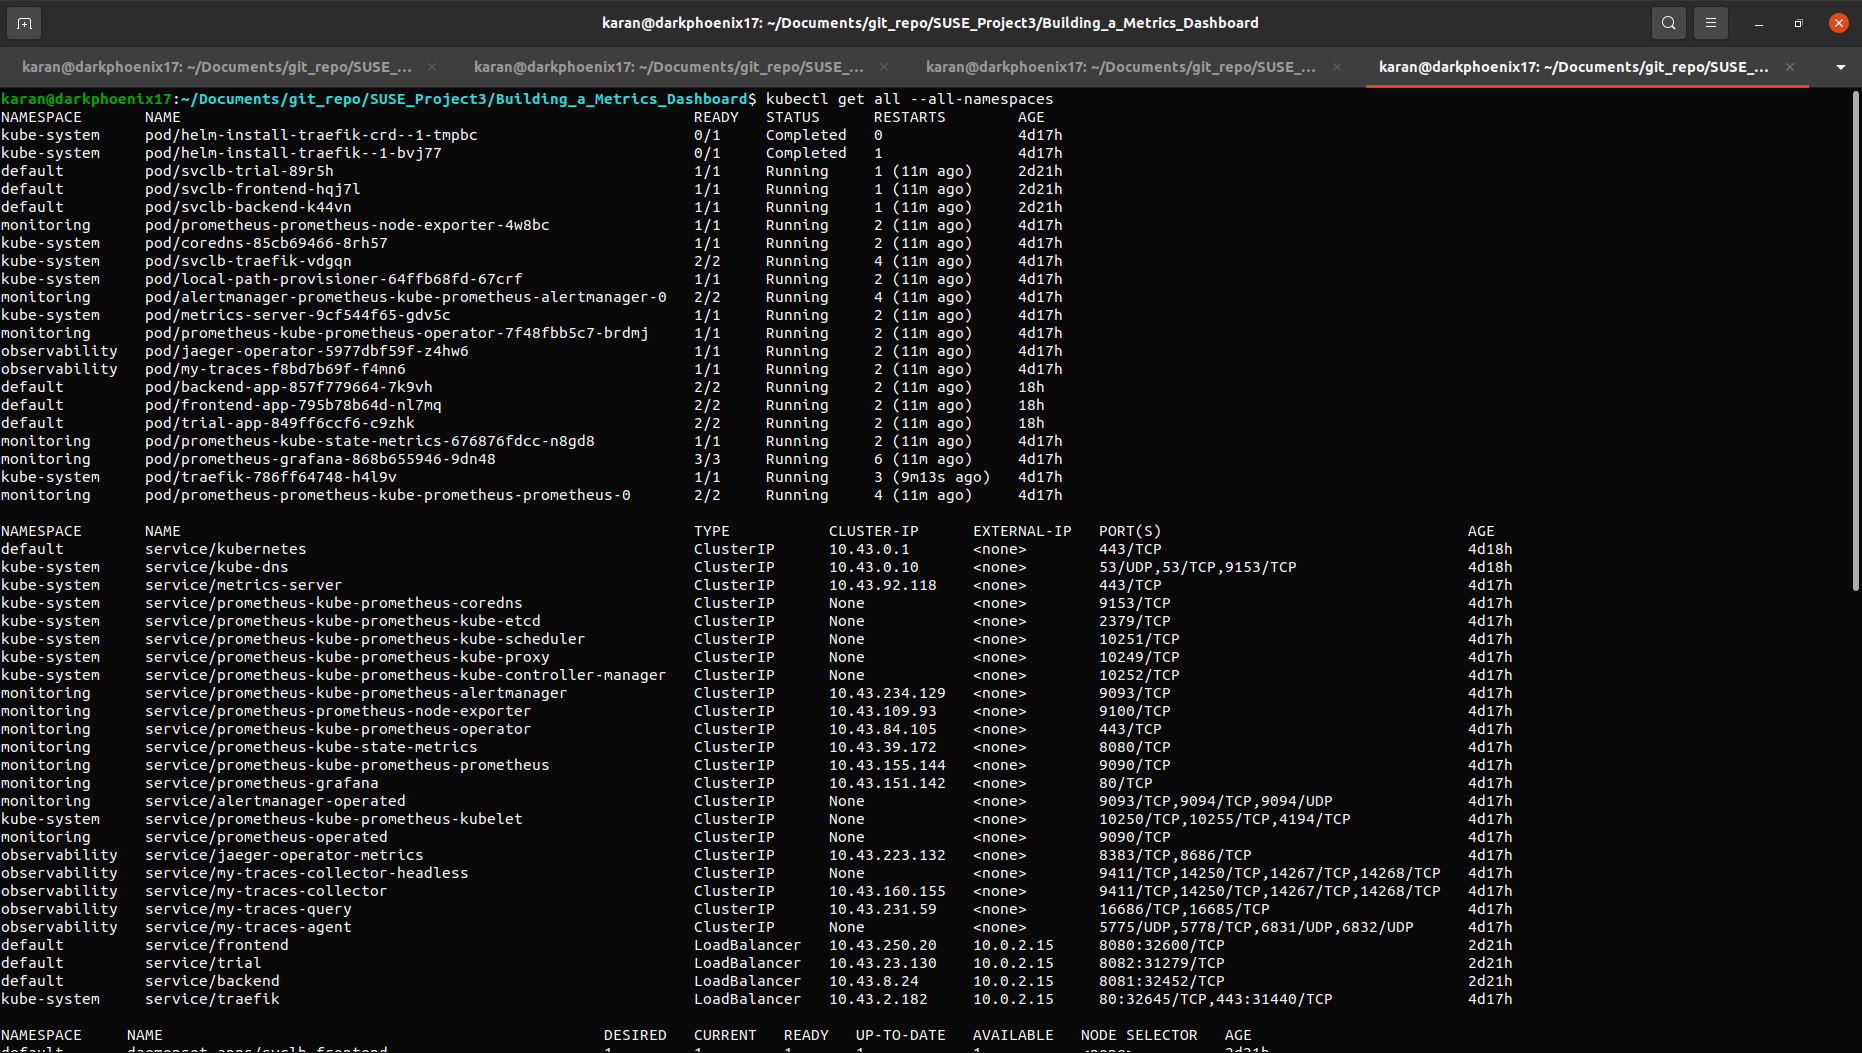 karan@darkphoenix17: ~/Documents/git_repo/SUSE_Project3/Building_a_Metrics_Dashboard
karan@darkphoenix17: ~/Documents/git_repo/SUSE_... karan@darkphoenix17: ~/Documents/git_repo/SUSE_... karan@darkphoenix17: ~/Documents/git_repo/SUSE_... karan@darkphoenix17: ~/Documents/git_repo/SUSE_...
karan@darkphoenix17:~/Documents/git_repo/SUSE_Project3/Building_a_Metrics_Dashboard$ kubectl get all --all-namespaces
NAMESPACE NAME READY STATUS RESTARTS AGE
kube-system pod/helm-install-traefik-crd--1-tmpbc 0/1 Completed 0 4d17h
kube-system pod/helm-install-traefik--1-bvj77 0/1 Completed 1 4d17h
default pod/svclb-trial-89r5h 1/1 Running 1 (11m ago) 2d21h
default pod/svclb-frontend-hqj7l 1/1 Running 1 (11m ago) 2d21h
default pod/svclb-backend-k44vn 1/1 Running 1 (11m ago) 2d21h
monitoring pod/prometheus-prometheus-node-exporter-4w8bc 1/1 Running 2 (11m ago) 4d17h
kube-system pod/coredns-85cb69466-8rh57 1/1 Running 2 (11m ago) 4d17h
kube-system pod/svclb-traefik-vdgqn 2/2 Running 4 (11m ago) 4d17h
kube-system pod/local-path-provisioner-64ffb68fd-67crf 1/1 Running 2 (11m ago) 4d17h
monitoring pod/alertmanager-prometheus-kube-prometheus-alertmanager-0 2/2 Running 4 (11m ago) 4d17h
kube-system pod/metrics-server-9cf544f65-gdv5c 1/1 Running 2 (11m ago) 4d17h
monitoring pod/prometheus-kube-prometheus-operator-7f48fbb5c7-brdmj 1/1 Running 2 (11m ago) 4d17h
observability pod/jaeger-operator-5977dbf59f-z4hw6 1/1 Running 2 (11m ago) 4d17h
observability pod/my-traces-f8bd7b69f-f4mn6 1/1 Running 2 (11m ago) 4d17h
default pod/backend-app-857f779664-7k9vh 2/2 Running 2 (11m ago) 18h
default pod/frontend-app-795b78b64d-nl7mq 2/2 Running 2 (11m ago) 18h
default pod/trial-app-849ff6ccf6-c9zhk 2/2 Running 2 (11m ago) 18h
monitoring pod/prometheus-kube-state-metrics-676876fdcc-n8gd8 1/1 Running 2 (11m ago) 4d17h
monitoring pod/prometheus-grafana-868b655946-9dn48 3/3 Running 6 (11m ago) 4d17h
kube-system pod/traefik-786ff64748-h4l9v 1/1 Running 3 (9m13s ago) 4d17h
monitoring pod/prometheus-prometheus-kube-prometheus-prometheus-0 2/2 Running 4 (11m ago) 4d17h
NAMESPACE NAME TYPE CLUSTER-IP EXTERNAL-IP PORT(S) AGE
default service/kubernetes ClusterIP 10.43.0.1 <none> 443/TCP 4d18h
kube-system service/kube-dns ClusterIP 10.43.0.10 <none> 53/UDP,53/TCP,9153/TCP 4d18h
kube-system service/metrics-server ClusterIP 10.43.92.118 <none> 443/TCP 4d17h
kube-system service/prometheus-kube-prometheus-coredns ClusterIP None <none> 9153/TCP 4d17h
kube-system service/prometheus-kube-prometheus-kube-etcd ClusterIP None <none> 2379/TCP 4d17h
kube-system service/prometheus-kube-prometheus-kube-scheduler ClusterIP None <none> 10251/TCP 4d17h
kube-system service/prometheus-kube-prometheus-kube-proxy ClusterIP None <none> 10249/TCP 4d17h
kube-system service/prometheus-kube-prometheus-kube-controller-manager ClusterIP None <none> 10252/TCP 4d17h
monitoring service/prometheus-kube-prometheus-alertmanager ClusterIP 10.43.234.129 <none> 9093/TCP 4d17h
monitoring service/prometheus-prometheus-node-exporter ClusterIP 10.43.109.93 <none> 9100/TCP 4d17h
monitoring service/prometheus-kube-prometheus-operator ClusterIP 10.43.84.105 <none> 443/TCP 4d17h
monitoring service/prometheus-kube-state-metrics ClusterIP 10.43.39.172 <none> 8080/TCP 4d17h
monitoring service/prometheus-kube-prometheus-prometheus ClusterIP 10.43.155.144 <none> 9090/TCP 4d17h
monitoring service/prometheus-grafana ClusterIP 10.43.151.142 <none> 80/TCP 4d17h
monitoring service/alertmanager-operated ClusterIP None <none> 9093/TCP,9094/TCP,9094/UDP 4d17h
kube-system service/prometheus-kube-prometheus-kubelet ClusterIP None <none> 10250/TCP,10255/TCP,4194/TCP 4d17h
monitoring service/prometheus-operated ClusterIP None <none> 9090/TCP 4d17h
observability service/jaeger-operator-metrics ClusterIP 10.43.223.132 <none> 8383/TCP,8686/TCP 4d17h
observability service/my-traces-collector-headless ClusterIP None <none> 9411/TCP,14250/TCP,14267/TCP,14268/TCP 4d17h
observability service/my-traces-collector ClusterIP 10.43.160.155 <none> 9411/TCP,14250/TCP,14267/TCP,14268/TCP 4d17h
observability service/my-traces-query ClusterIP 10.43.231.59 <none> 16686/TCP,16685/TCP 4d17h
observability service/my-traces-agent ClusterIP None <none> 5775/UDP,5778/TCP,6831/UDP,6832/UDP 4d17h
default service/frontend LoadBalancer 10.43.250.20 10.0.2.15 8080:32600/TCP 2d21h
default service/trial LoadBalancer 10.43.23.130 10.0.2.15 8082:31279/TCP 2d21h
default service/backend LoadBalancer 10.43.8.24 10.0.2.15 8081:32452/TCP 2d21h
kube-system service/traefik LoadBalancer 10.43.2.182 10.0.2.15 80:32645/TCP,443:31440/TCP 4d17h
NAMESPACE NAME DESIRED CURRENT READY UP-TO-DATE AVAILABLE NODE SELECTOR AGE